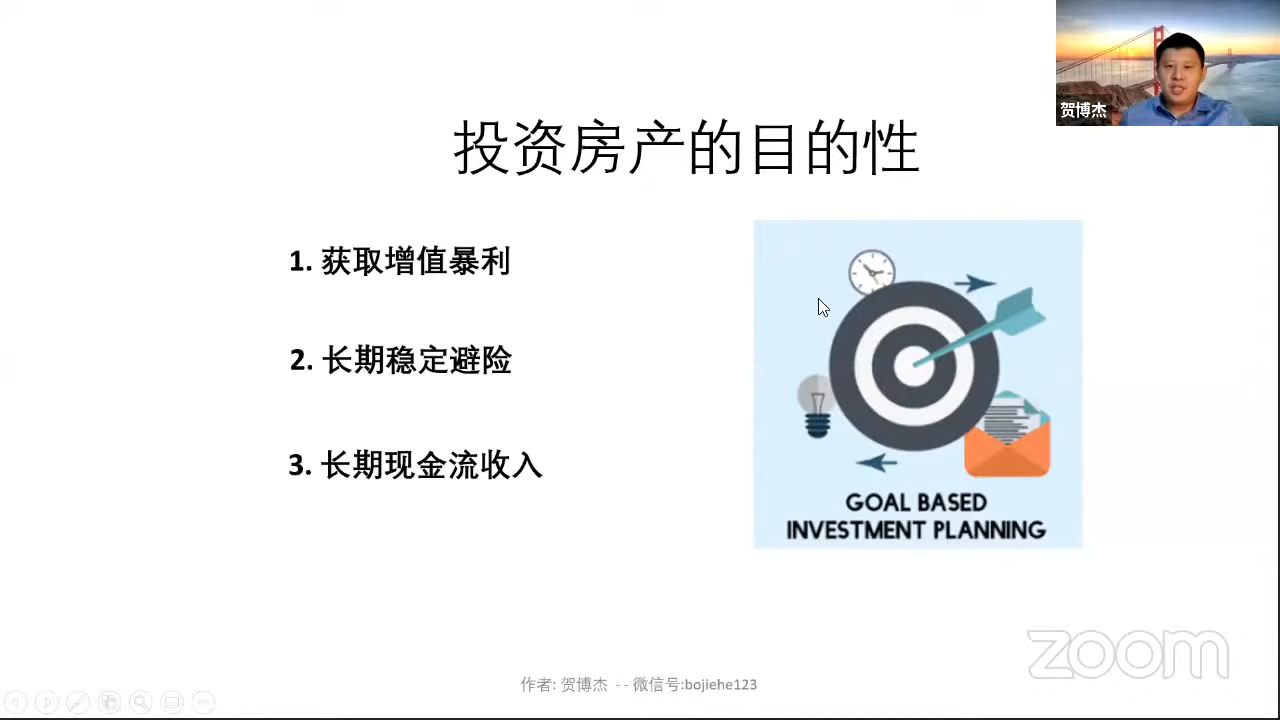 贺博杰
投资房产的目的性
1. 获取增值暴利
2. 长期稳定避险
3. 长期现金流收入
GOAL BASED
INVESTMENT PLANNING
zoom
作者: 贺博杰 -- 微信号:bojiehe123